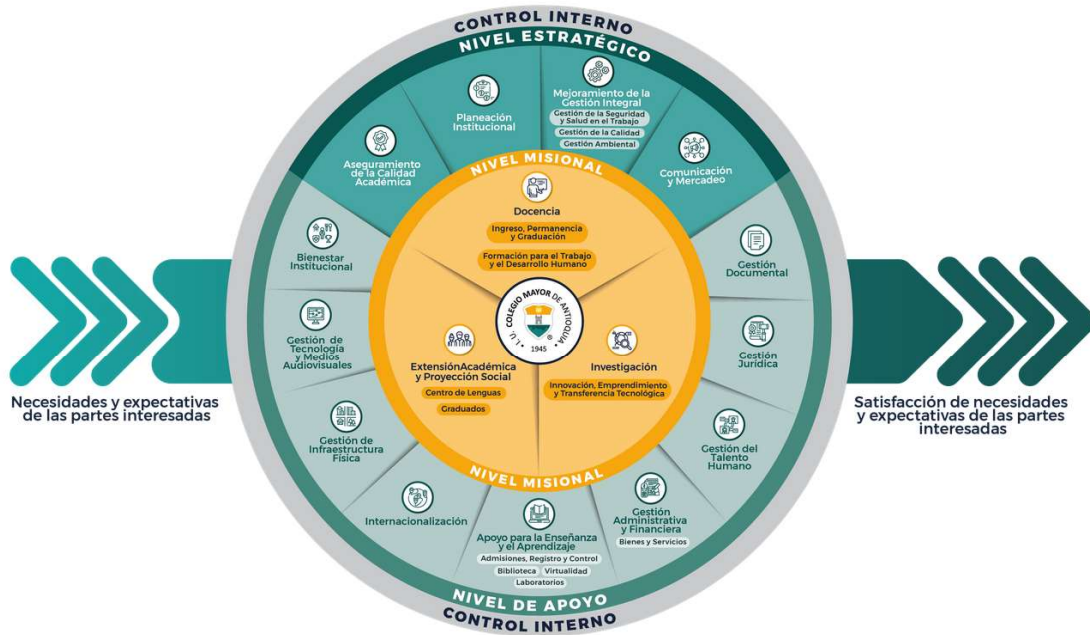 CONTROL INTERNO
NIVEL ESTRATÉGICO
Aseguramiento
de la Calidad
Académica
Planeación
Institucional
Mejoramiento de la
Gestión Integral
Gestión de la Seguridad
y Salud en el Trabajo
Gestión de la Calidad
Gestión Ambiental
Comunicación
y Mercadeo
NIVEL MISIONAL
Docencia
Ingreso, Permanencia
y Graduación
Formación para el Trabajo
y el Desarrollo Humano
I. U. COLEGIO MAYOR DE ANTIOQUIA
®
1945
ExtensiónAcadémica
y Proyección Social
Centro de Lenguas
Graduados
Investigación
Innovación, Emprendimiento
y Transferencia Tecnológica
NIVEL MISIONAL
Bienestar
Institucional
Gestión de
Tecnología
y Medios
Audiovisuales
Gestión de
Infraestructura
Física
Internacionalización
Apoyo para la Enseñanza
y el Aprendizaje
Admisiones, Registro y Control
Biblioteca
Virtualidad
Laboratorios
Gestión
Administrativa
y Financiera
Bienes y Servicios
Gestión del
Talento
Humano
Gestión
Jurídica
Gestión
Documental
NIVEL DE APOYO
CONTROL INTERNO
Necesidades y expectativas
de las partes interesadas
Satisfacción de necesidades
y expectativas de las partes
interesadas